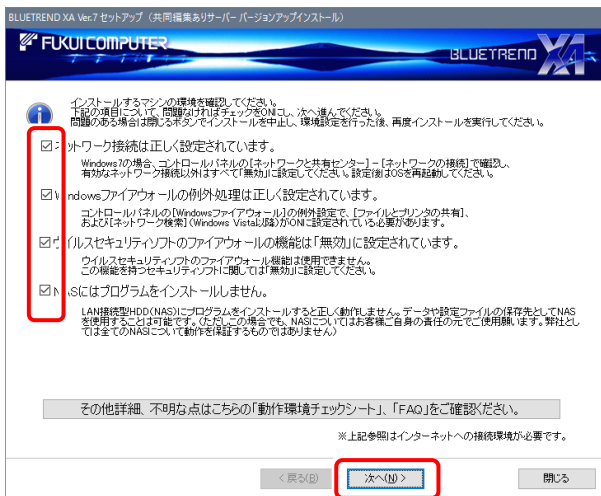 BLUETREND XA Ver.7 セットアップ （共同編集ありサーバー バージョンアップインストール）
FUKUI COMPUTER
BLUETREND XA
インストールするマシンの環境を確認してください。
下記の項目について、問題なければチェックをONにし、次へ進んでください。
問題のある場合は閉じるボタンでインストールを中止し、環境設定を行った後、再度インストールを実行してください。
ットワーク接続は正しく設定されています。
Windows7の場合、コントロールパネルの[ネットワークと共有センター]－[ネットワークの接続]で確認し、
有効なネットワーク接続以外はすべて「無効」に設定してください。設定後はOSを再起動してください。
ndowsファイアウォールの例外処理は正しく設定されています。
コントロールパネルの[Windowsファイアウォール]の例外設定で、[ファイルとプリンタの共有]、
および[ネットワーク検索](Windows Vista以降)がONに設定されている必要があります。
イルスセキュリティソフトのファイアウォールの機能は「無効」に設定されています。
ウイルスセキュリティソフトのファイアウォール機能は使用できません。
この機能を持つセキュリティソフトに関しては「無効」に設定してください。
NASにはプログラムをインストールしません。
LAN接続型HDD(NAS)にプログラムをインストールすると正しく動作しません。データや設定ファイルの保存先としてNAS
を使用することは可能です。（ただしこの場合でも、NASについてはお客様ご自身の責任の元でご使用願います。弊社とし
ては全てのNASについて動作を保証するものではありません）
その他詳細、不明な点はこちらの「動作環境チェックシート」、「FAQ」をご確認ください。
※上記参照はインターネットへの接続環境が必要です。
< 戻る(B)
次へ(N) >
閉じる